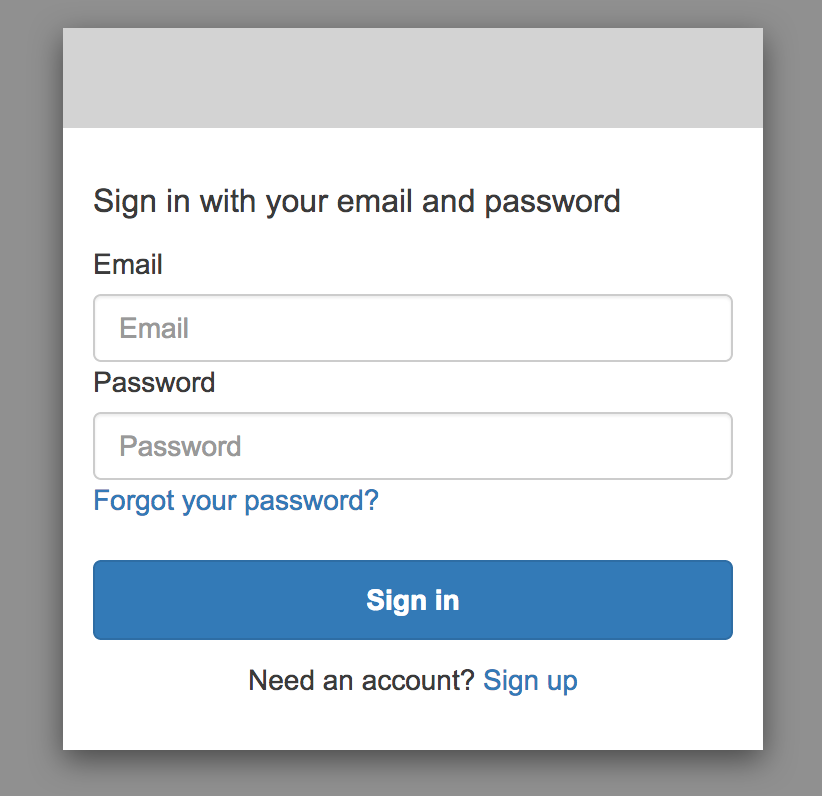 Sign in with your email and password
Email
Email
Password
Password
Forgot your password?
Sign in
Need an account? Sign up